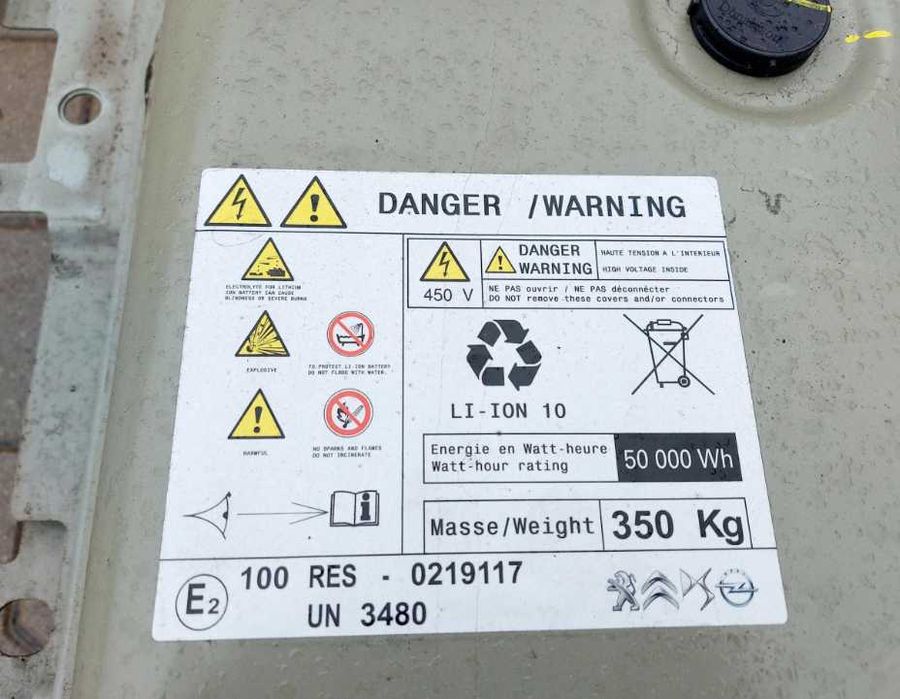 DANGER /WARNING
ELECTROLYTE FOR LITHIUM
ION BATTERY CAN CAUSE
BLINDNESS OR SEVERE BURNS
EXPLOSIVE
TO PROTECT LI-ION BATTERY
DO NOT FLOOD WITH WATER.
HARMFUL
NO SPARKS AND FLAMES
DO NOT INCINERATE
450 V
DANGER
WARNING
HAUTE TENSION A L'INTERIEUR
HIGH VOLTAGE INSIDE
NE PAS ouvrir / NE PAS déconnécter
DO NOT remove these covers and/or connectors
LI-ION 10
Energie en Watt-heure
Watt-hour rating
50 000 Wh
Masse/Weight
350 Kg
E2
100 RES - 0219117
UN 3480